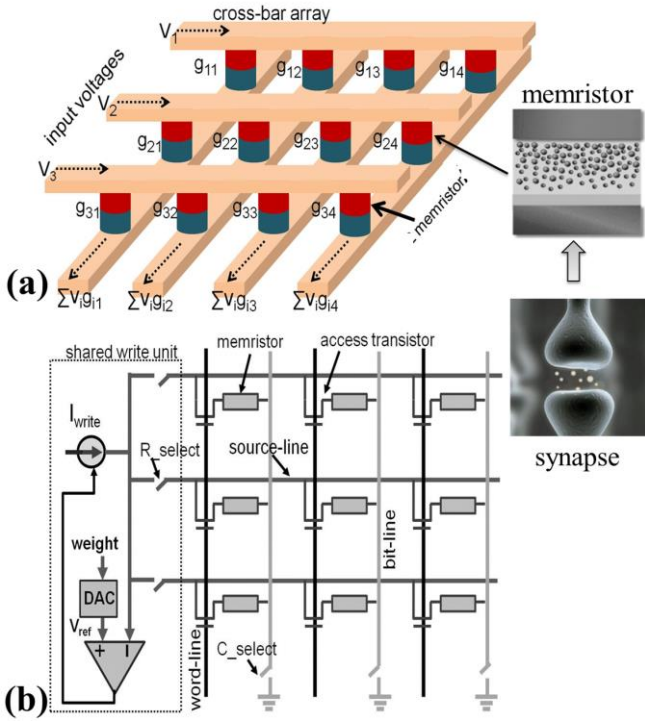 cross-bar array
V1
input voltages
g11
g12
g13
g14
V2
g21
g22
g23
g24
V3
g31
g32
g33
g34
memristor
memristor
(a)
∑Vigi1
∑Vigi2
∑Vigi3
∑Vigi4
synapse
shared write unit
memristor
access transistor
Iwrite
R_select
source-line
weight
DAC
Vref
+
bit-line
word-line
C_select
(b)